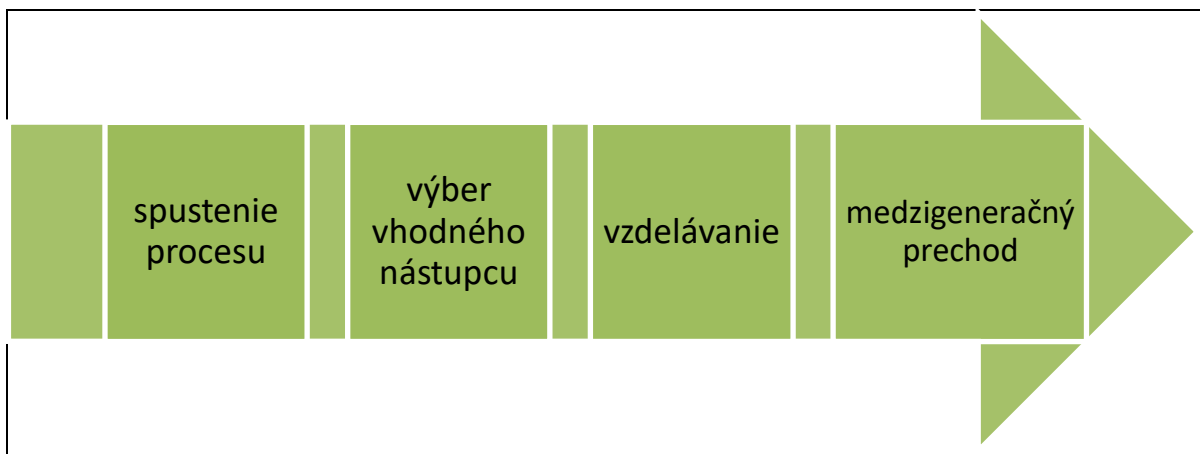 spustenie
procesu
výber
vhodného
nástupcu
vzdelávanie
medzigeneračný
prechod